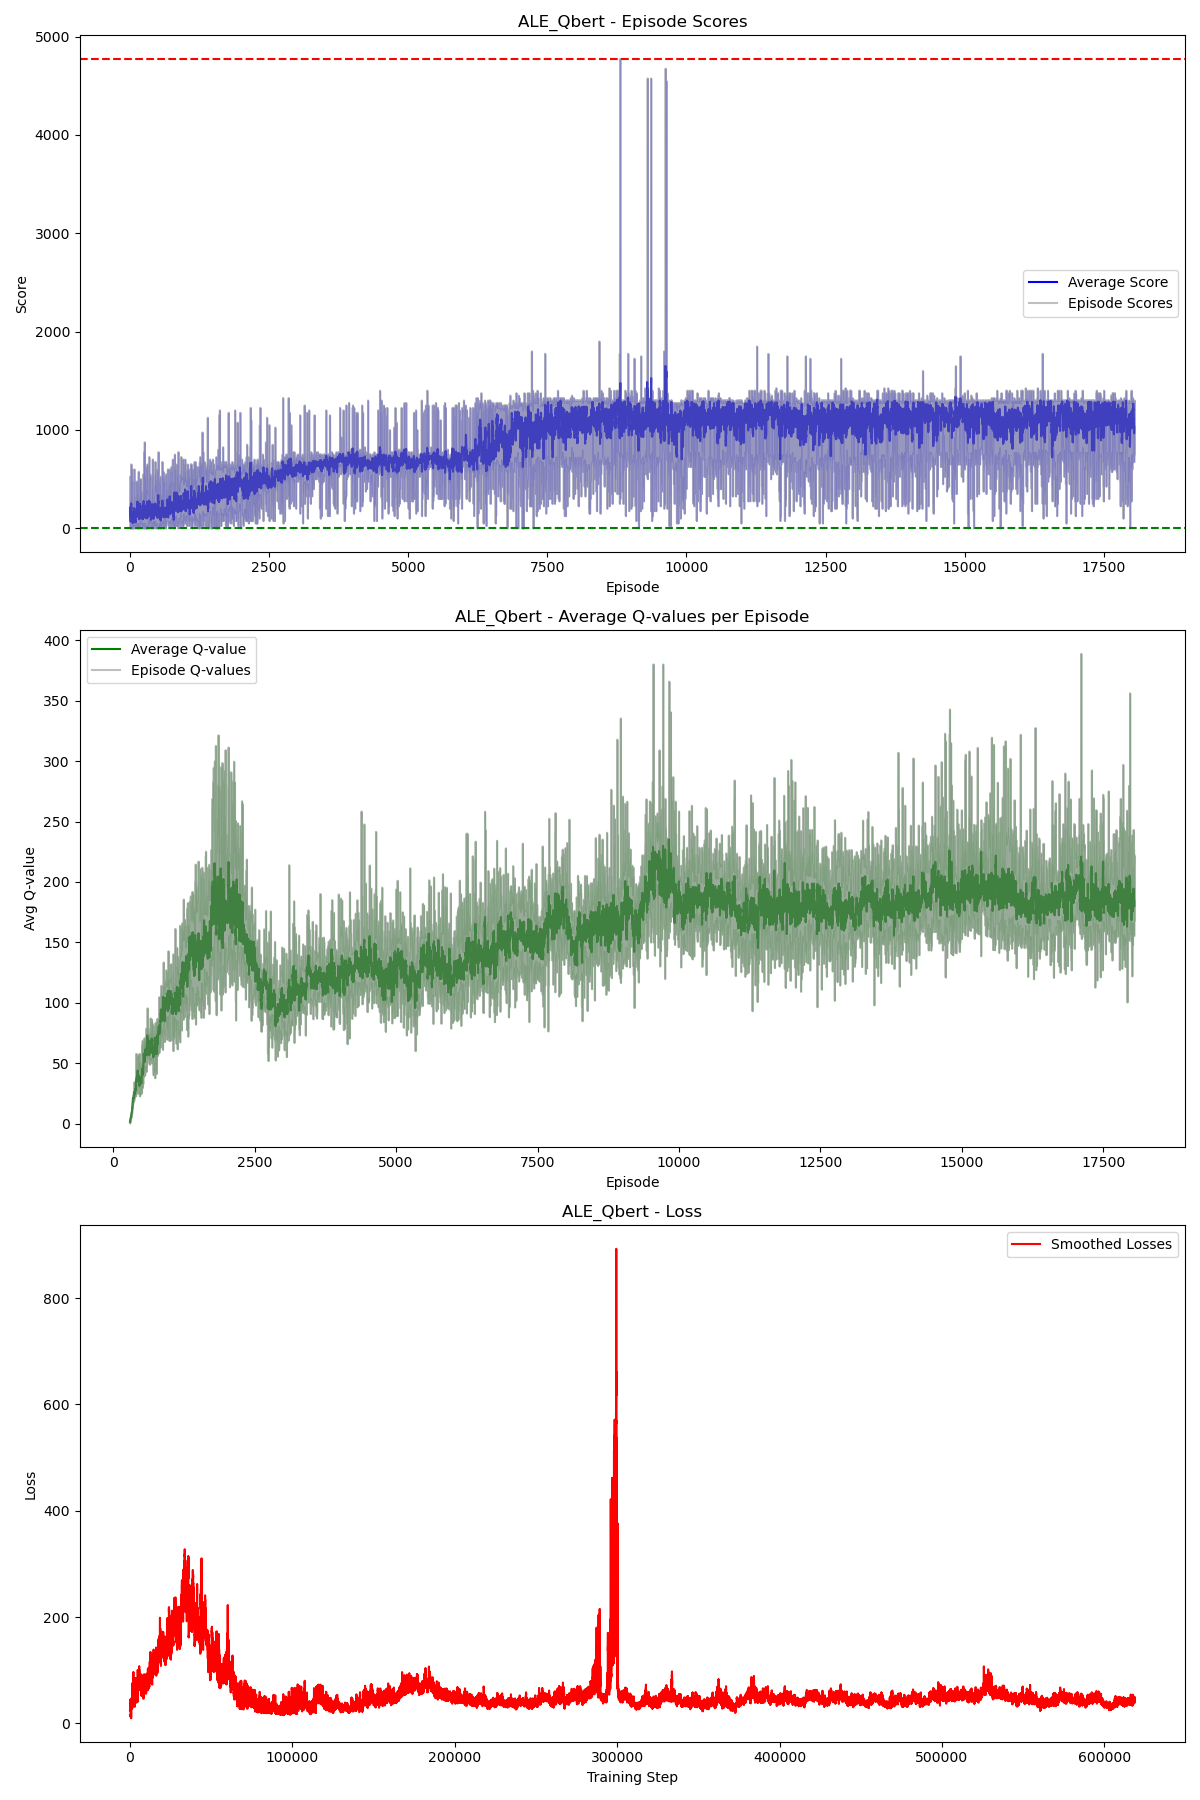 ALE_Qbert - Episode Scores
5000
4000
3000
2000
1000
0
Score
Average Score
Episode Scores
0 2500 5000 7500 10000 12500 15000 17500
Episode
ALE_Qbert - Average Q-values per Episode
400
350
300
250
200
150
100
50
0
Avg Q-value
Average Q-value
Episode Q-values
0 2500 5000 7500 10000 12500 15000 17500
Episode
ALE_Qbert - Loss
800
600
400
200
0
Loss
Smoothed Losses
0 100000 200000 300000 400000 500000 600000
Training Step